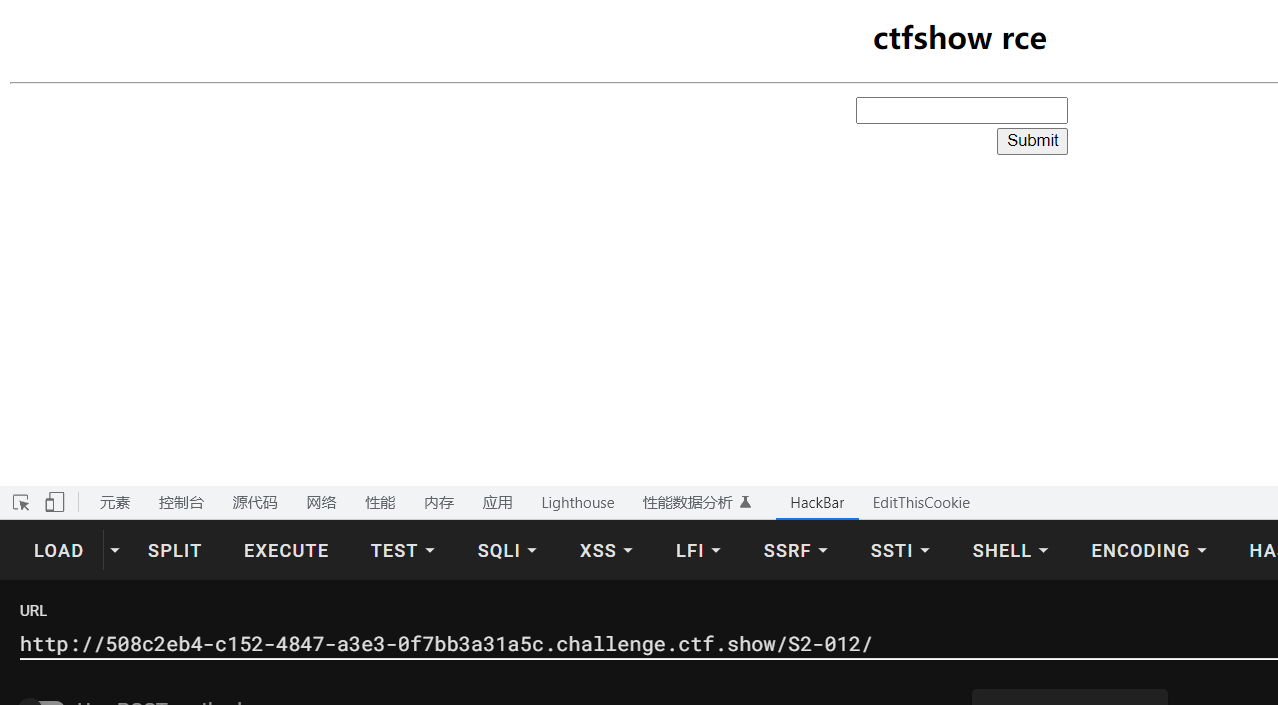 ctfshow rce
Submit
元素 控制台 源代码 网络 性能 内存 应用 Lighthouse 性能数据分析 HackBar EditThisCookie
LOAD SPLIT EXECUTE TEST SQLI XSS LFI SSRF SSTI SHELL ENCODING HA
URL
http://508c2eb4-c152-4847-a3e3-0f7bb3a31a5c.challenge.ctf.show/S2-012/